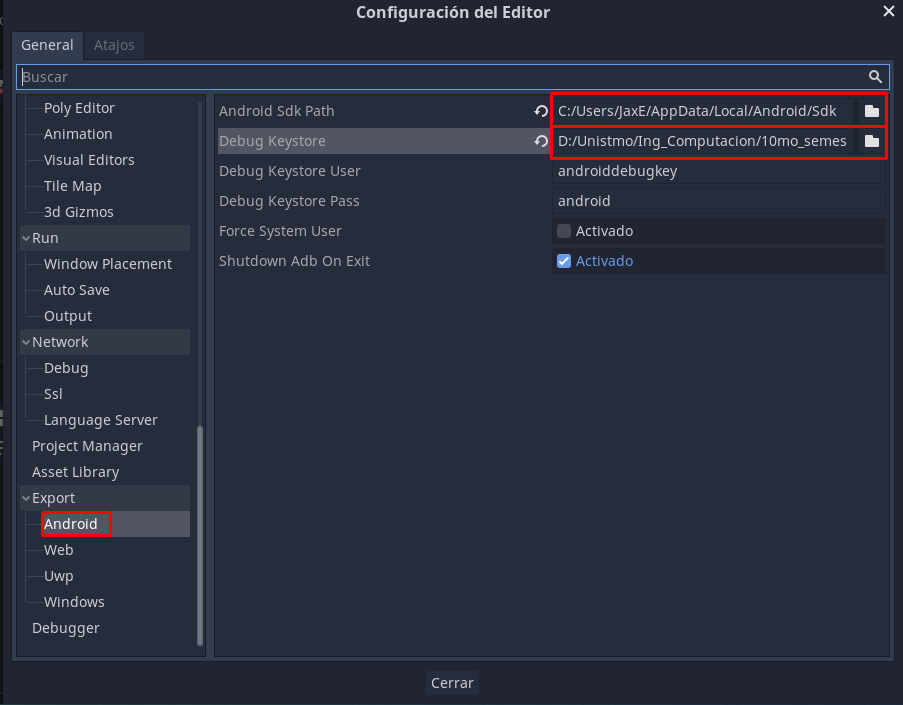 Configuración del Editor
General Atajos
Buscar
Poly Editor
Animation
Visual Editors
Tile Map
3d Gizmos
Run
Window Placement
Auto Save
Output
Network
Debug
Ssl
Language Server
Project Manager
Asset Library
Export
Android
Web
Uwp
Windows
Debugger
Android Sdk Path C:/Users/JaxE/AppData/Local/Android/Sdk
Debug Keystore D:/Unistmo/Ing_Computacion/10mo_semes
Debug Keystore User androiddebugkey
Debug Keystore Pass android
Force System User Activado
Shutdown Adb On Exit Activado
Cerrar